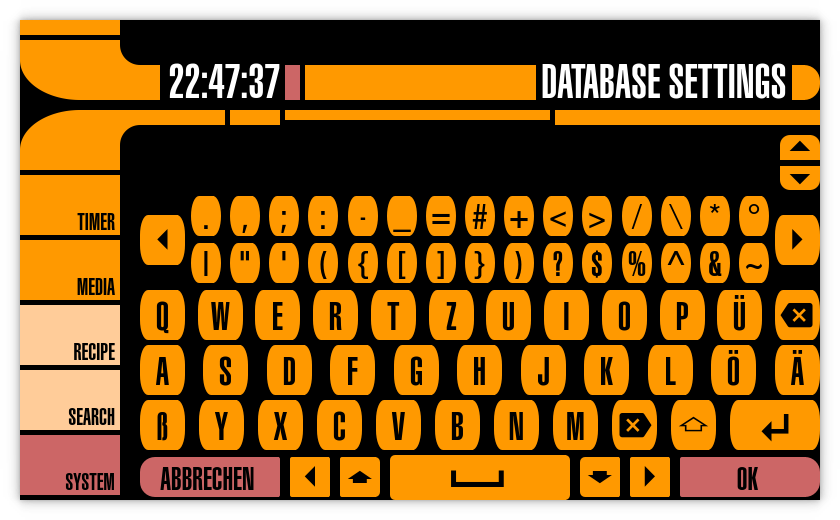 22:47:37 DATABASE SETTINGS
TIMER
MEDIA
RECIPE
SEARCH
SYSTEM
. , ; : - _ = # + < > / \ * °
| " ' ( { [ ] } ) ? $ % ^ & ~
Q W E R T Z U I O P Ü
A S D F G H J K L Ö Ä
ß Y X C V B N M
ABBRECHEN OK